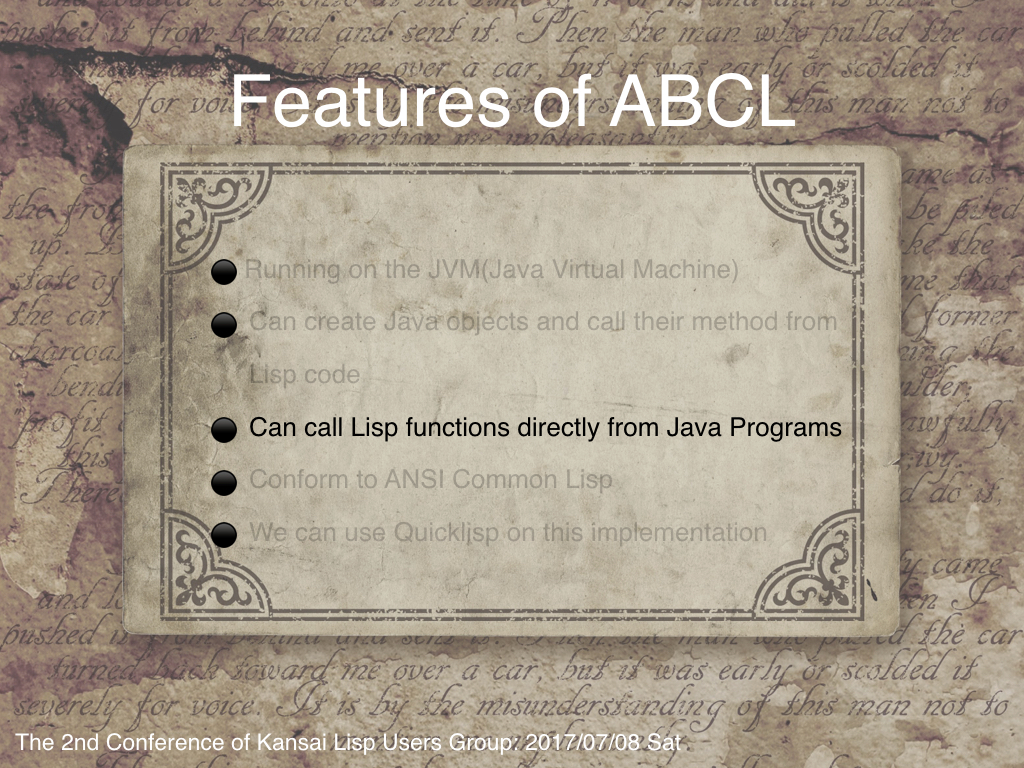 Features of ABCL
Running on the JVM(Java Virtual Machine)
Can create Java objects and call their method from
Lisp code
Can call Lisp functions directly from Java Programs
Conform to ANSI Common Lisp
We can use Quickljsp on this implementation
The 2nd Conference of Kansai Lisp Users Group: 2017/07/08 Sat